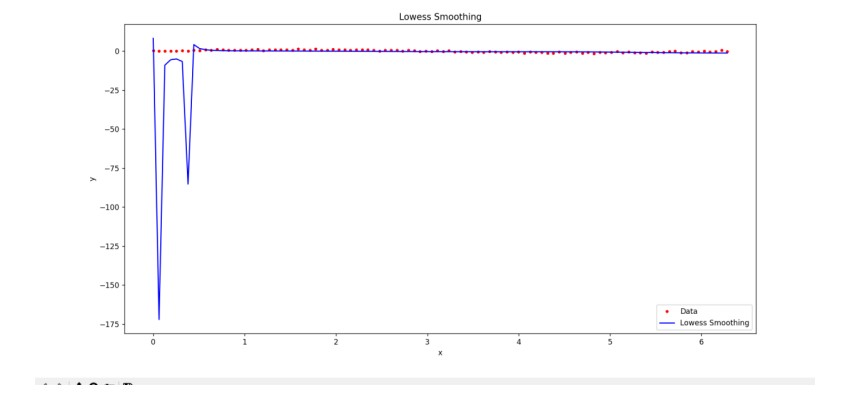 Lowess Smoothing
0
−25
−50
−75
−100
−125
−150
−175
y
0 1 2 3 4 5 6
x
Data
Lowess Smoothing